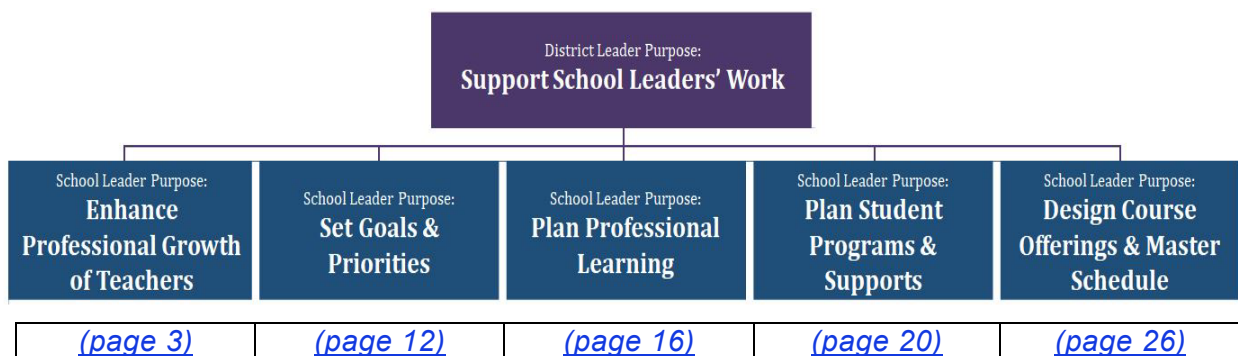 District Leader Purpose:
Support School Leaders' Work
School Leader Purpose:
Enhance
Professional Growth
of Teachers
School Leader Purpose:
Set Goals &
Priorities
School Leader Purpose:
Plan Professional
Learning
School Leader Purpose:
Plan Student
Programs &
Supports
School Leader Purpose:
Design Course
Offerings & Master
Schedule
(page 3)
(page 12)
(page 16)
(page 20)
(page 26)